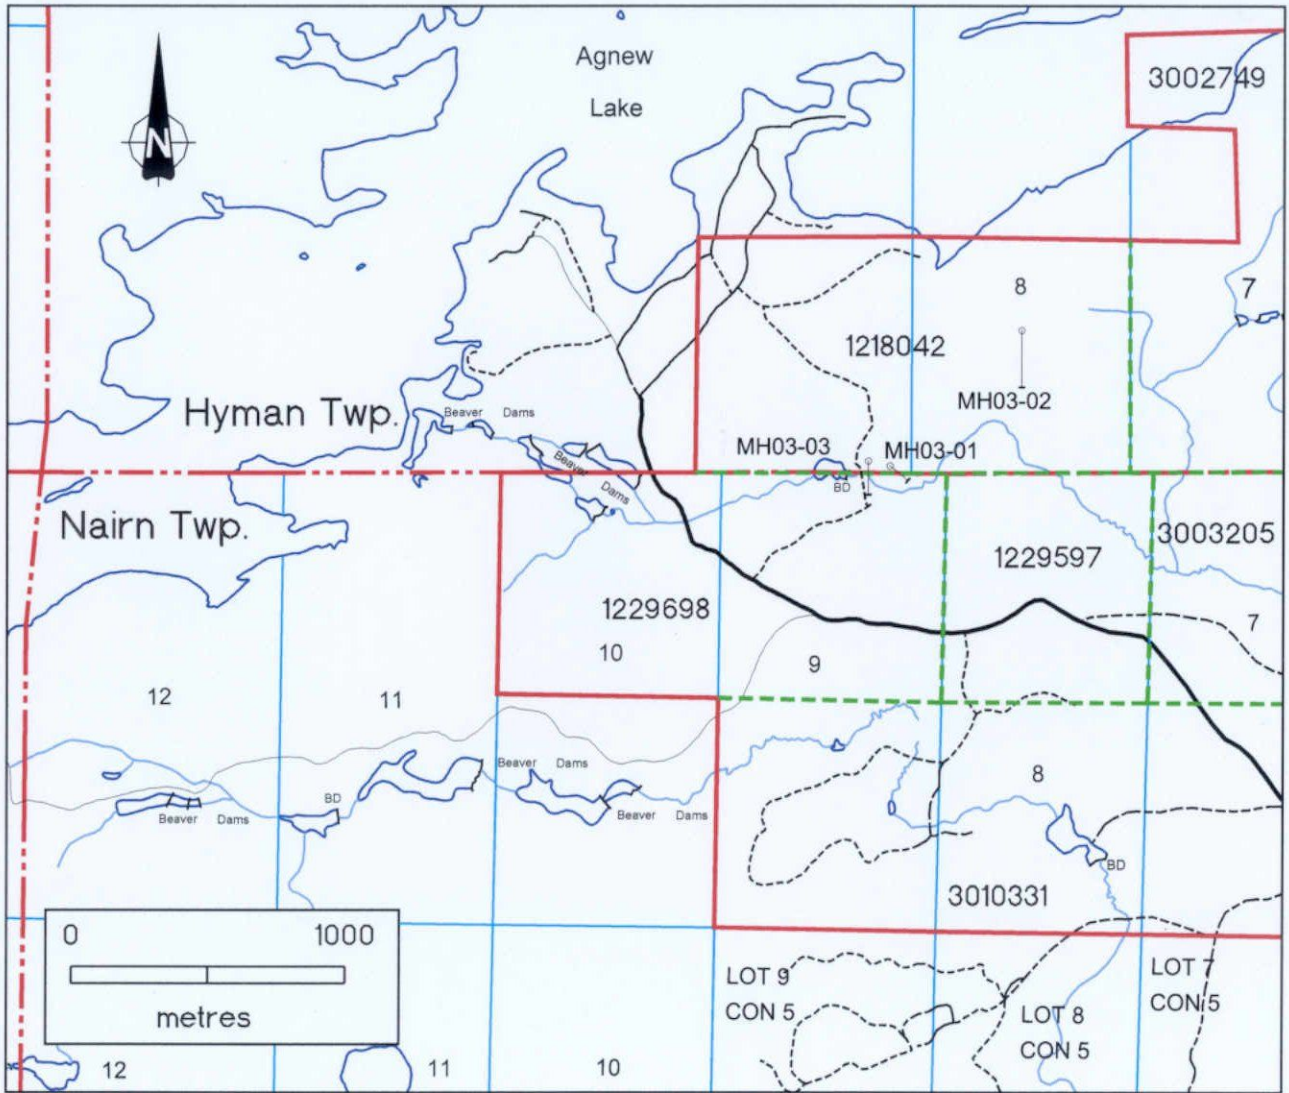 Agnew
Lake
3002749
N
8
7
1218042
MH03-02
Hyman Twp.
Beaver Dams
MH03-03
MH03-01
Beaver
Dams
BD
Nairn Twp.
3003205
1229597
1229698
7
10
9
12
11
Beaver Dams
8
BD
Beaver Dams
Beaver Dams
BD
3010331
0 1000
metres
LOT 9
CON 5
LOT 7
CON 5
LOT 8
CON 5
12
11
10